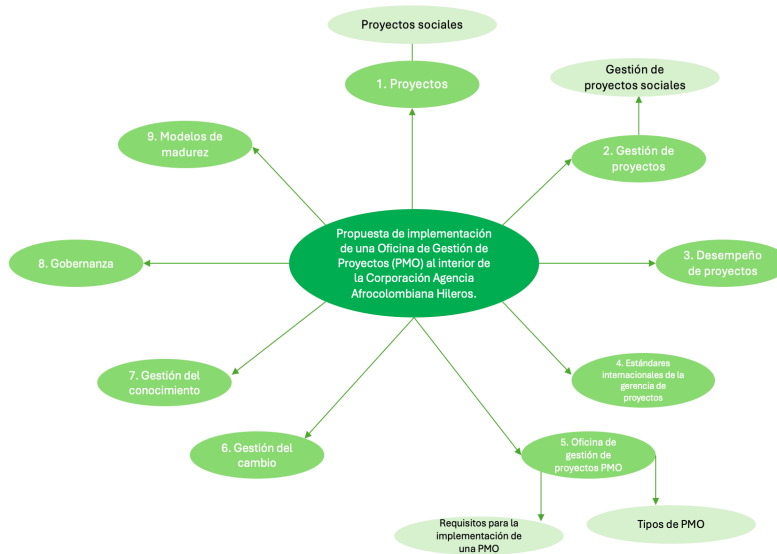 Proyectos sociales
1. Proyectos
Gestión de
proyectos sociales
2. Gestión de
proyectos
9. Modelos de
madurez
Propuesta de implementación
de una Oficina de Gestión de
Proyectos (PMO) al interior de
la Corporación Agencia
Afrocolombiana Hileros.
3. Desempeño
de proyectos
8. Gobernanza
4. Estándares
internacionales de la
gerencia de
proyectos
7. Gestión del
conocimiento
5. Oficina de
gestión de
proyectos PMO
6. Gestión del
cambio
Requisitos para la
implementación de
una PMO
Tipos de PMO